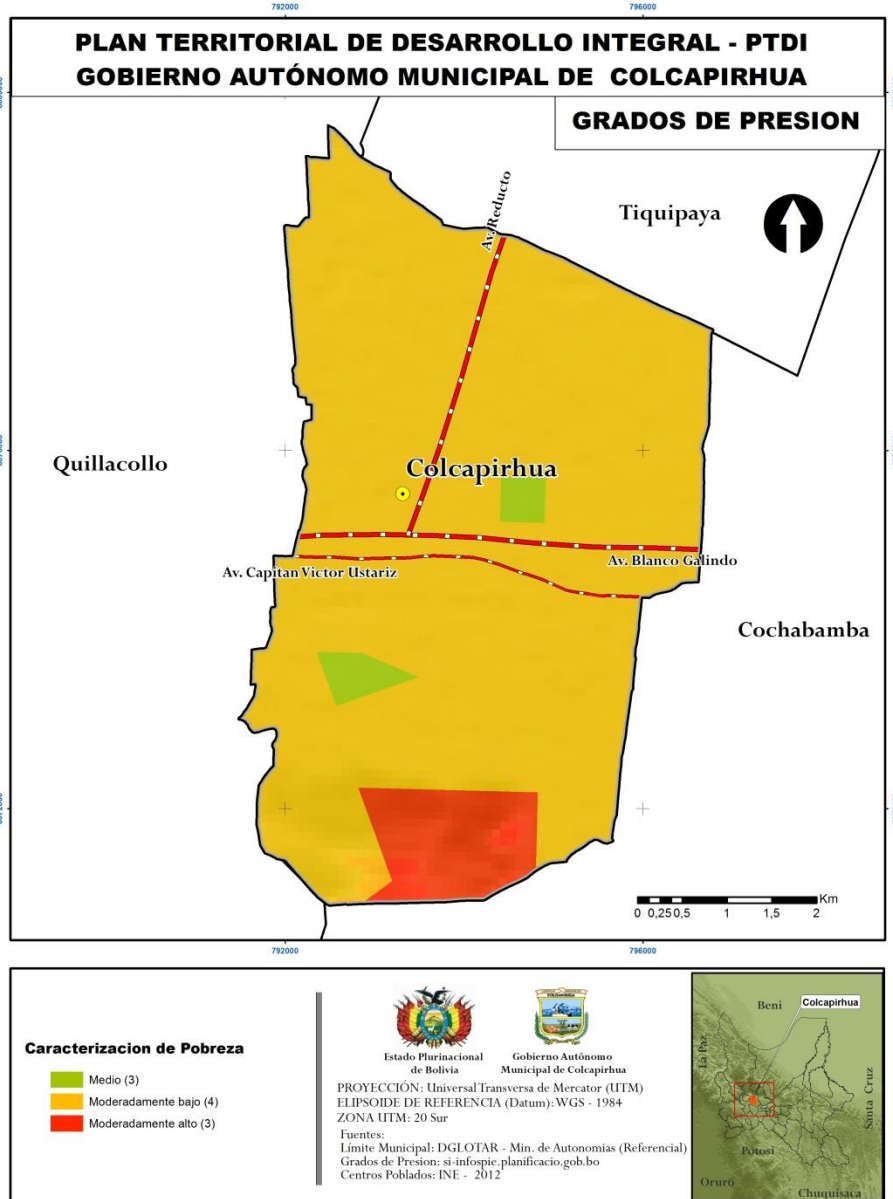 792000
796000
PLAN TERRITORIAL DE DESARROLLO INTEGRAL - PTDI
GOBIERNO AUTÓNOMO MUNICIPAL DE COLCAPIRHUA
GRADOS DE PRESION
Av. Reducto
Tiquipaya
Quillacollo
Colcapirhua
Av. Capitan Victor Ustariz
Av. Blanco Galindo
Cochabamba
Km
0 0,25 0,5 1 1,5 2
792000
796000
Caracterizacion de Pobreza
Medio (3)
Moderadamente bajo (4)
Moderadamente alto (3)
COLCAPIRHUA
Estado Plurinacional
de Bolivia
Gobierno Autónomo
Municipal de Colcapirhua
PROYECCIÓN: Universal Transversa de Mercator (UTM)
ELIPSOIDE DE REFERENCIA (Datum): WGS - 1984
ZONA UTM: 20 Sur
Fuentes:
Límite Municipal: DGLOTAR - Min. de Autonomias (Referencial)
Grados de Presion: si-infospie.planificacio.gob.bo
Centros Poblados: INE - 2012
Beni
Colcapirhua
La Paz
Santa Cruz
Potosi
Oruro
Chuquisaca